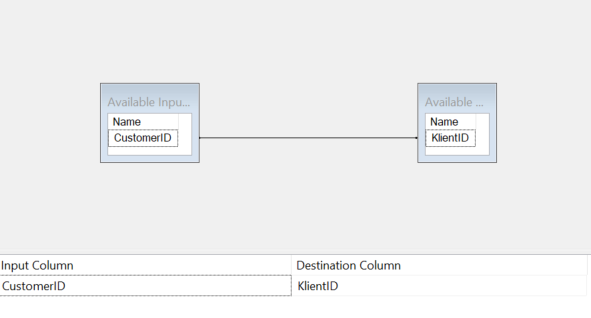 Available Inpu... Available ...
Name Name
CustomerID KlientID
Input Column Destination Column
CustomerID KlientID